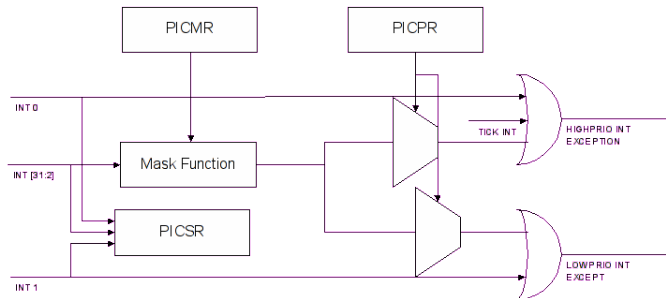 PICMR
PICPR
INT 0
TICK INT
HIGHPRIO INT
EXCEPTION
INT [31:2]
Mask Function
PICSR
INT 1
LOWPRIO INT
EXCEPT